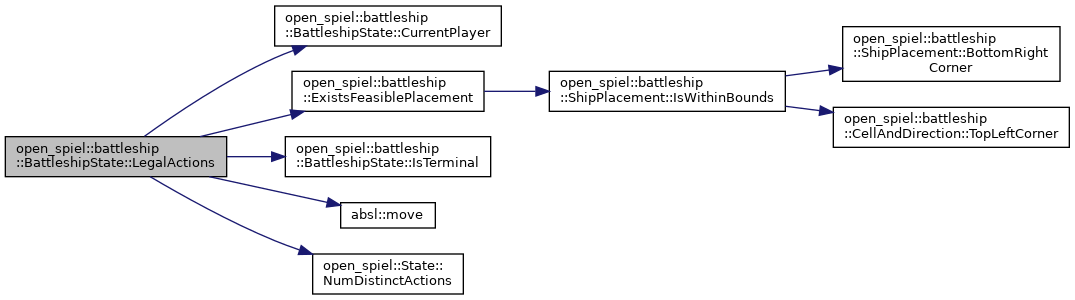 open_spiel::battleship
::BattleshipState::LegalActions
open_spiel::battleship
::BattleshipState::CurrentPlayer
open_spiel::battleship
::ExistsFeasiblePlacement
open_spiel::battleship
::BattleshipState::IsTerminal
absl::move
open_spiel::State::
NumDistinctActions
open_spiel::battleship
::ShipPlacement::IsWithinBounds
open_spiel::battleship
::ShipPlacement::BottomRight
Corner
open_spiel::battleship
::CellAndDirection::TopLeftCorner